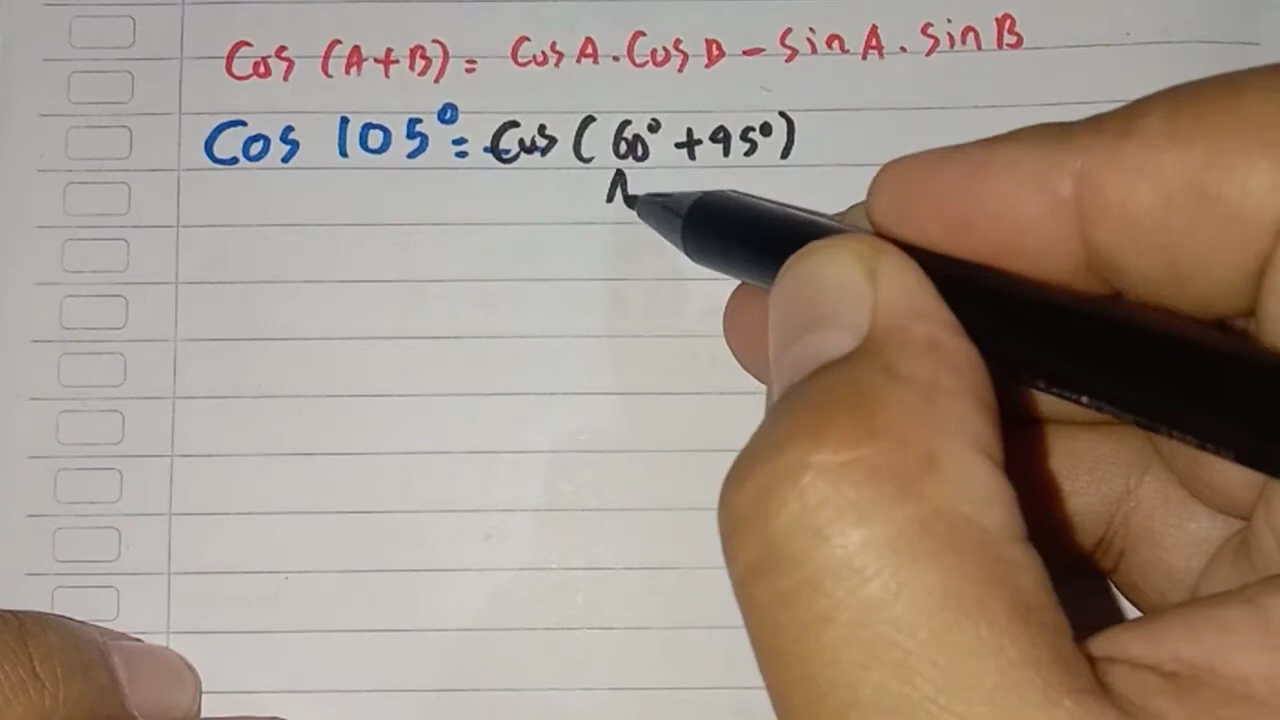 Cos (A+B) = Cos A . Cos B - Sin A . Sin B
Cos 105° = Cos ( 60° + 45° )
A